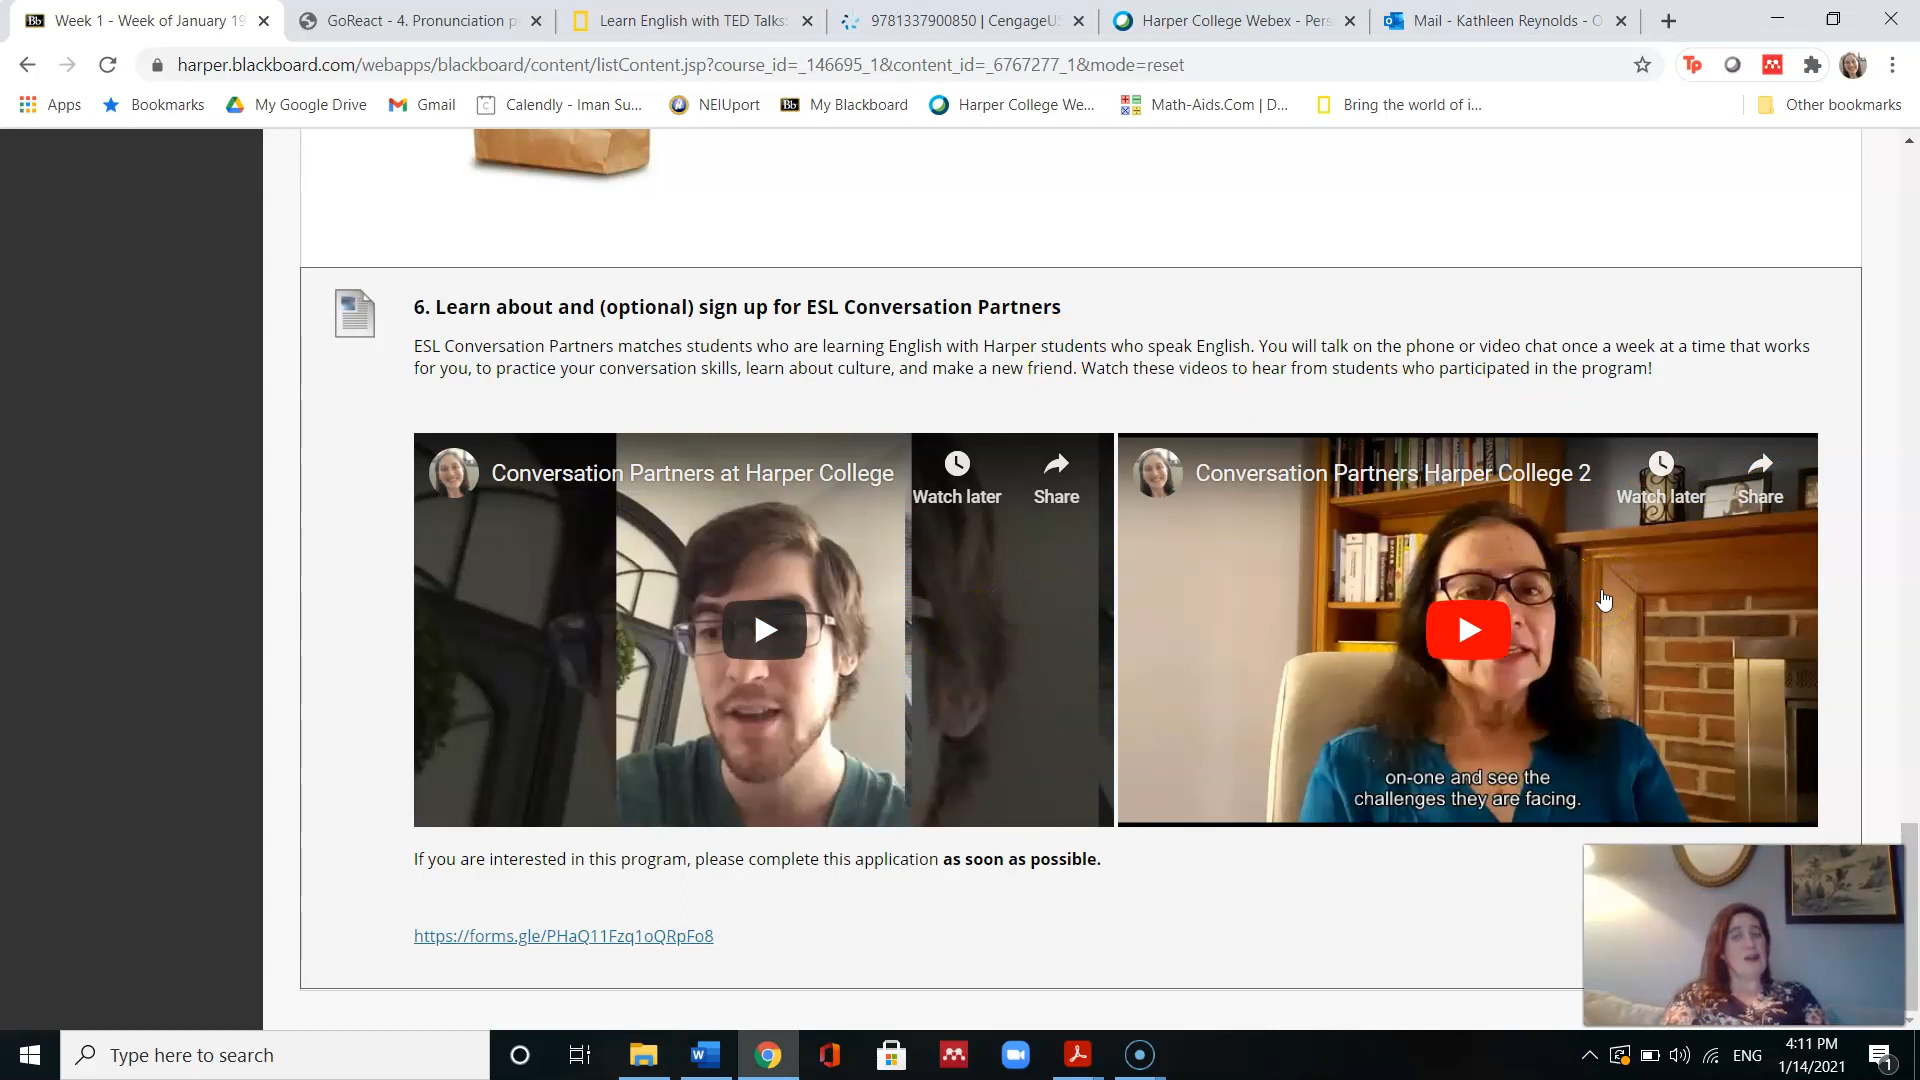 Week 1 - Week of January 19
GoReact - 4. Pronunciation p
Learn English with TED Talks:
9781337900850 | CengageUS
Harper College Webex - Pers
Mail - Kathleen Reynolds - O
harper.blackboard.com/webapps/blackboard/content/listContent.jsp?course_id=_146695_1&content_id=_6767277_1&mode=reset
Apps
Bookmarks
My Google Drive
Gmail
Calendly - Iman Su...
NEIUport
Bb
My Blackboard
Harper College We...
Math-Aids.Com | D...
Bring the world of i...
Other bookmarks
6. Learn about and (optional) sign up for ESL Conversation Partners
ESL Conversation Partners matches students who are learning English with Harper students who speak English. You will talk on the phone or video chat once a week at a time that works
for you, to practice your conversation skills, learn about culture, and make a new friend. Watch these videos to hear from students who participated in the program!
Conversation Partners at Harper College
Watch later
Share
Conversation Partners Harper College 2
Watch later
Share
on-one and see the
challenges they are facing.
If you are interested in this program, please complete this application as soon as possible.
https://forms.gle/PHaQ11Fzq1oQRpFo8
Type here to search
ENG
4:11 PM
1/14/2021
1